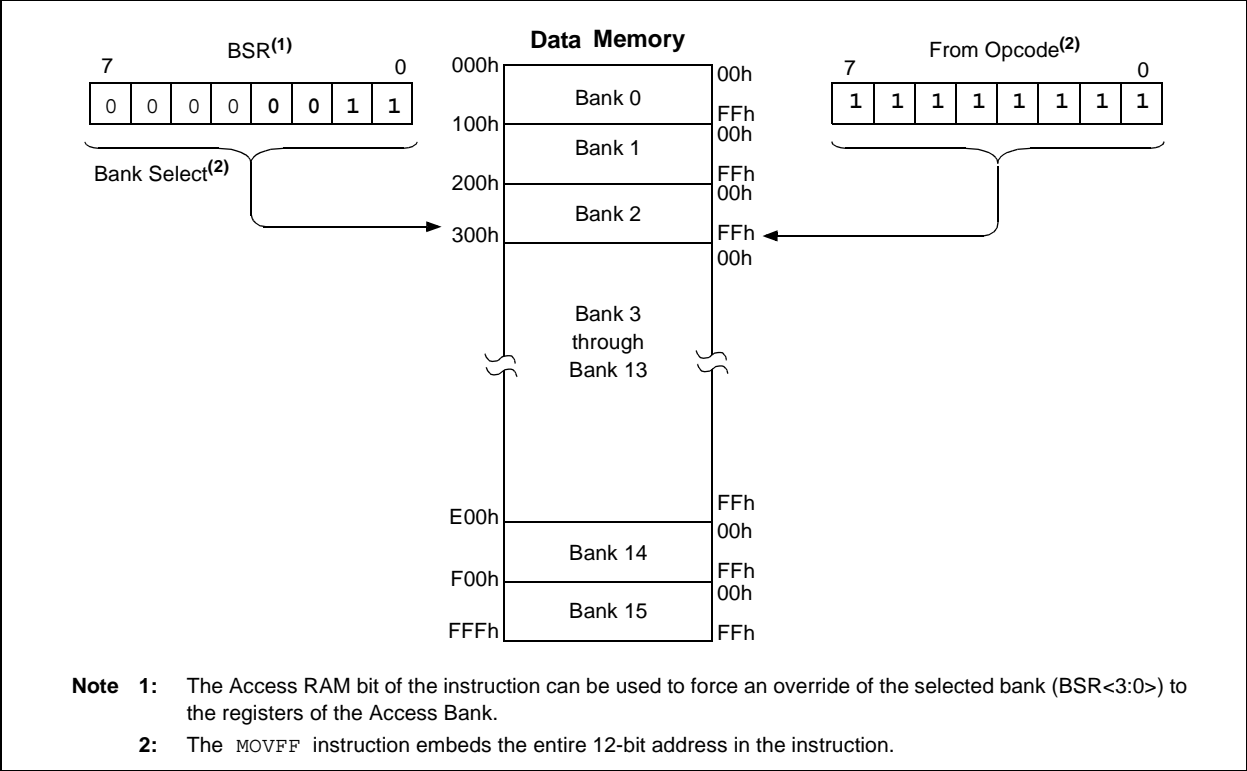 Data Memory
BSR(1)
7 0
0 0 0 0 0 0 1 1
Bank Select(2)
From Opcode(2)
7 0
1 1 1 1 1 1 1 1
000h
00h
Bank 0
FFh
100h
00h
Bank 1
FFh
200h
00h
Bank 2
FFh
300h
00h
Bank 3
through
Bank 13
FFh
E00h
00h
Bank 14
FFh
F00h
00h
Bank 15
FFFh
FFh
Note 1: The Access RAM bit of the instruction can be used to force an override of the selected bank (BSR<3:0>) to
the registers of the Access Bank.
2: The MOVFF instruction embeds the entire 12-bit address in the instruction.